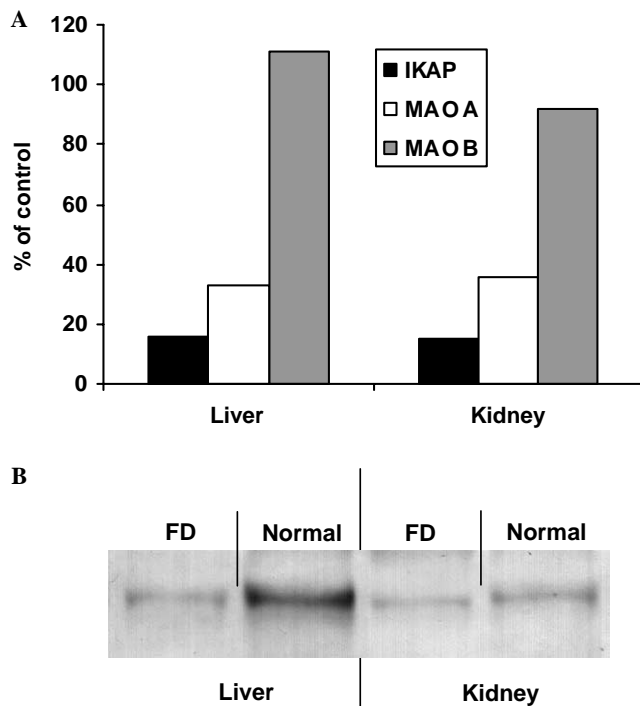 A
120
100
80
60
40
20
0
% of control
IKAP
MAO A
MAO B
Liver
Kidney
B
FD
Normal
FD
Normal
Liver
Kidney